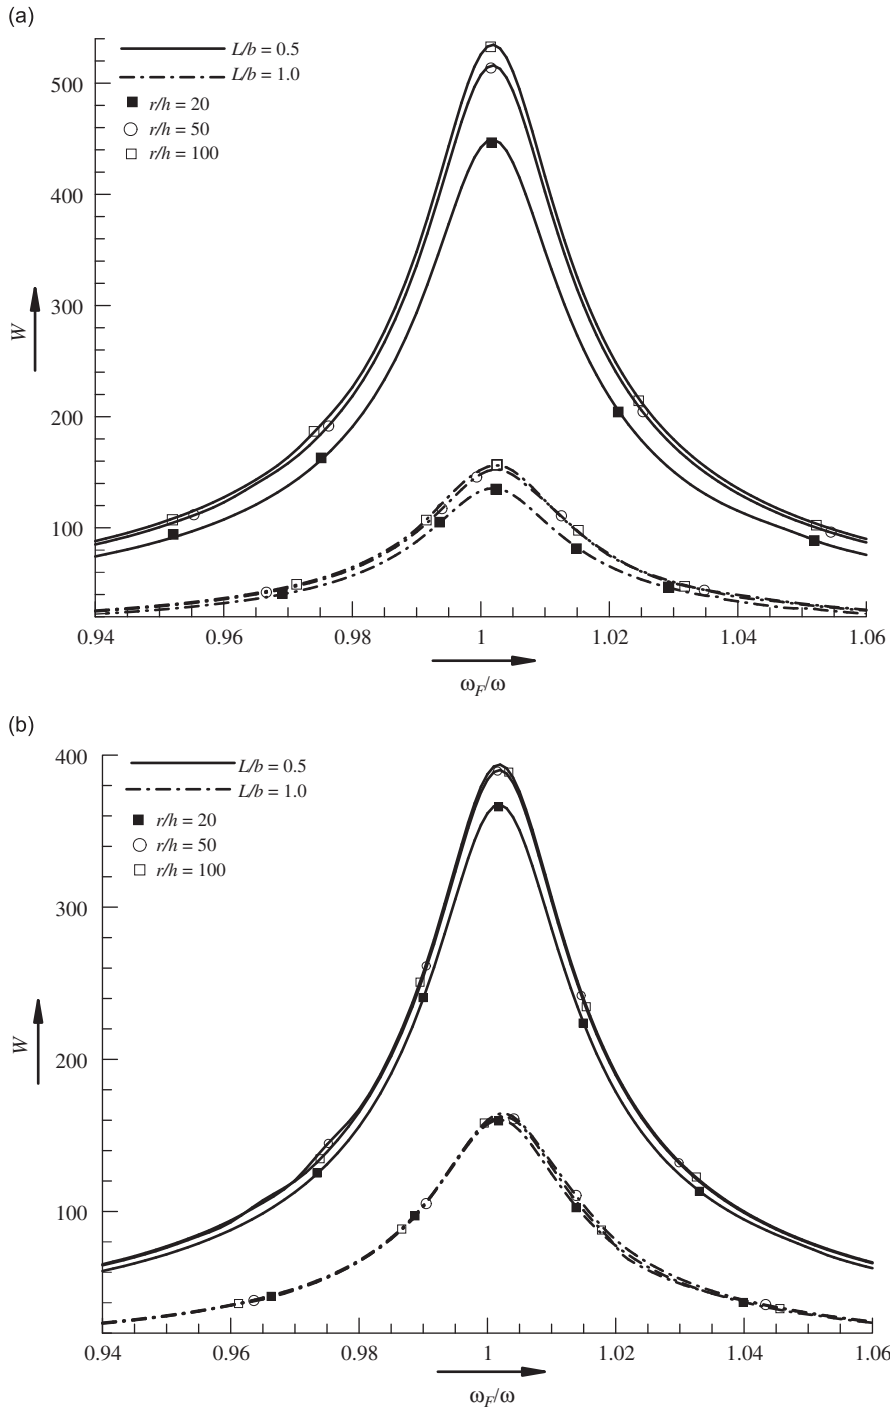 (a)
L/b = 0.5
L/b = 1.0
r/h = 20
r/h = 50
r/h = 100
500
400
300
200
100
W
0.94 0.96 0.98 1 1.02 1.04 1.06
ω_F/ω
(b)
400
L/b = 0.5
L/b = 1.0
r/h = 20
r/h = 50
r/h = 100
300
200
100
W
0.94 0.96 0.98 1 1.02 1.04 1.06
ω_F/ω